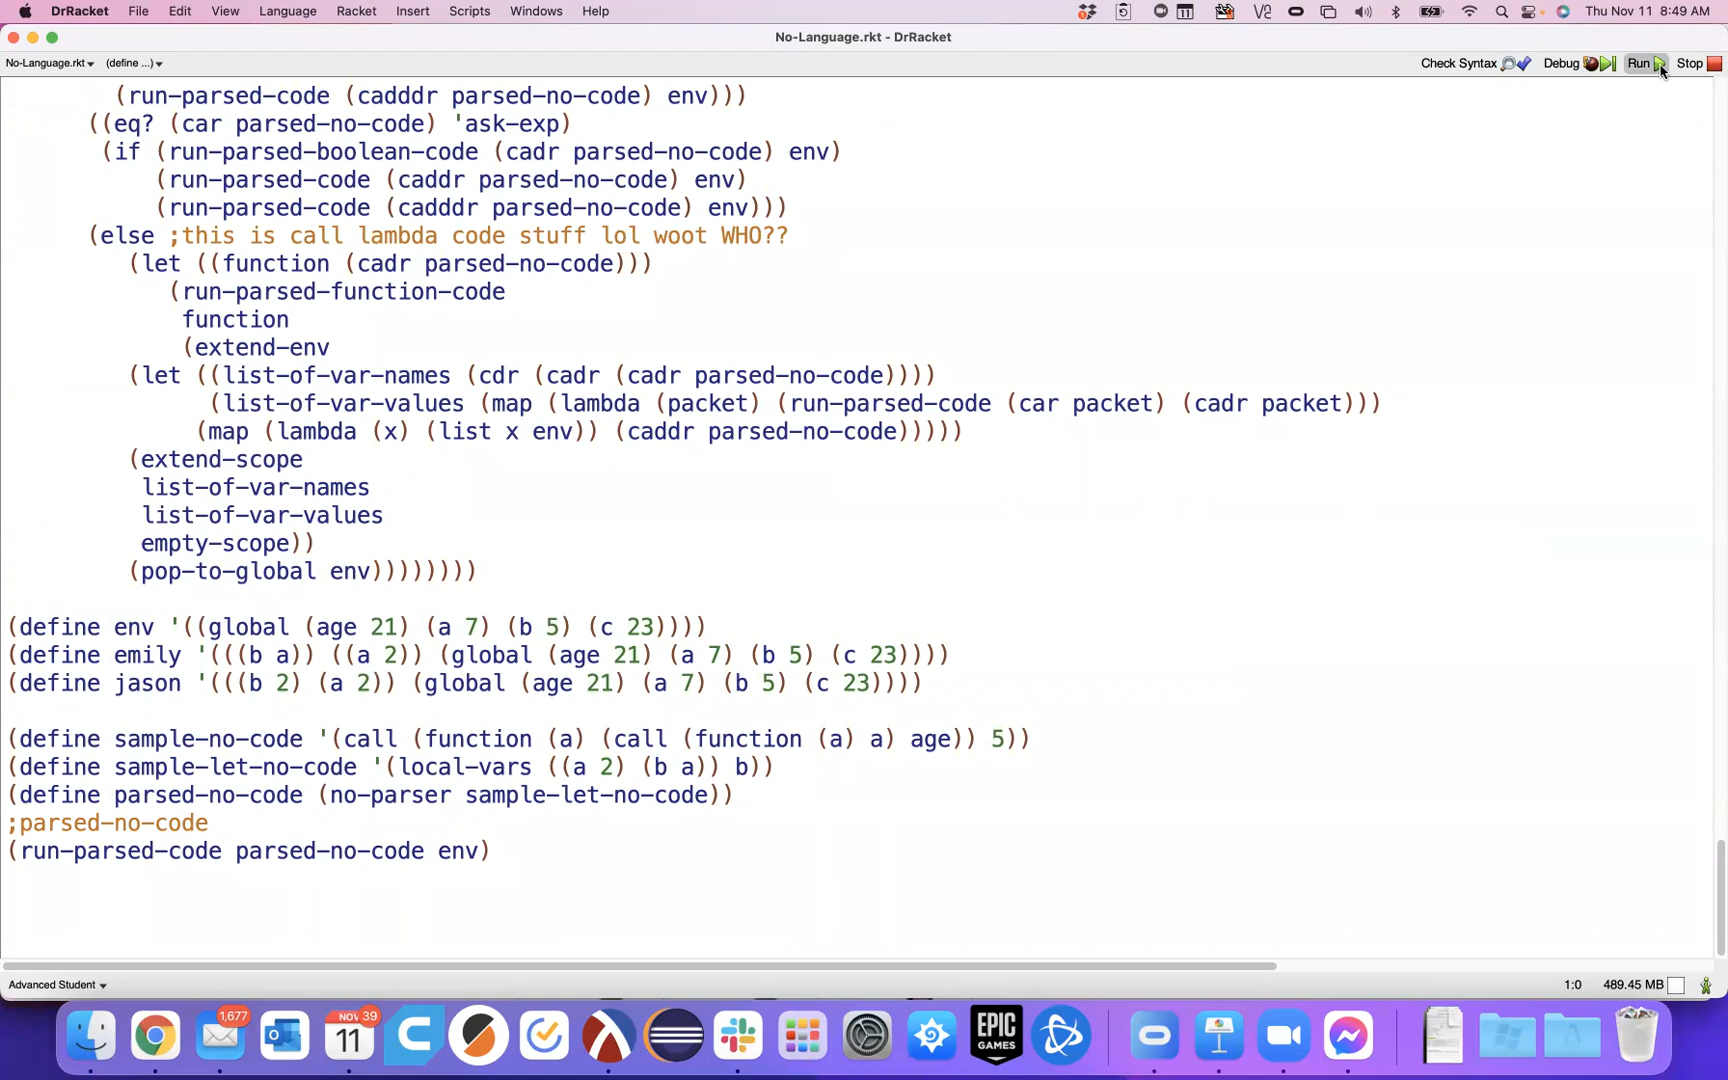 DrRacket File Edit View Language Racket Insert Scripts Windows Help Thu Nov 11 8:49 AM
No-Language.rkt - DrRacket
No-Language.rkt (define ...) Check Syntax Debug Run Stop
(run-parsed-code (cadddr parsed-no-code) env)))
((eq? (car parsed-no-code) 'ask-exp)
(if (run-parsed-boolean-code (cadr parsed-no-code) env)
(run-parsed-code (caddr parsed-no-code) env)
(run-parsed-code (cadddr parsed-no-code) env)))
(else ;this is call lambda code stuff lol woot WHO??
(let ((function (cadr parsed-no-code)))
(run-parsed-function-code
function
(extend-env
(let ((list-of-var-names (cdr (cadr (cadr parsed-no-code))))
(list-of-var-values (map (lambda (packet) (run-parsed-code (car packet) (cadr packet)))
(map (lambda (x) (list x env)) (caddr parsed-no-code)))))
(extend-scope
list-of-var-names
list-of-var-values
empty-scope))
(pop-to-global env))))))))
(define env '((global (age 21) (a 7) (b 5) (c 23))))
(define emily '(((b a)) ((a 2)) (global (age 21) (a 7) (b 5) (c 23))))
(define jason '(((b 2) (a 2)) (global (age 21) (a 7) (b 5) (c 23))))
(define sample-no-code '(call (function (a) (call (function (a) a) age)) 5))
(define sample-let-no-code '(local-vars ((a 2) (b a)) b))
(define parsed-no-code (no-parser sample-let-no-code))
;parsed-no-code
(run-parsed-code parsed-no-code env)
Advanced Student 1:0 489.45 MB
1,677
NOV 39
11
EPIC
GAMES